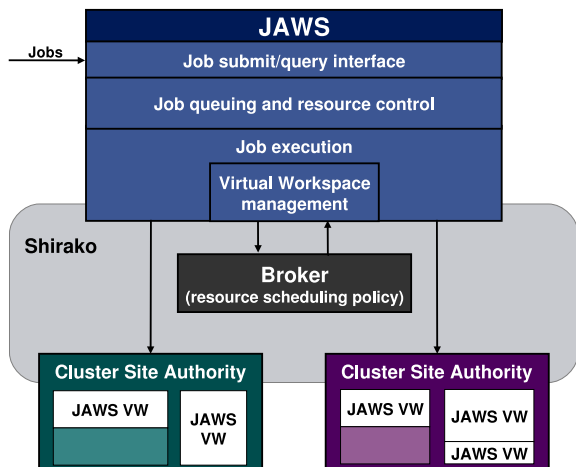 JAWS
Jobs
Job submit/query interface
Job queuing and resource control
Job execution
Virtual Workspace
management
Shirako
Broker
(resource scheduling policy)
Cluster Site Authority
JAWS VW
JAWS
VW
Cluster Site Authority
JAWS VW
JAWS VW
JAWS VW